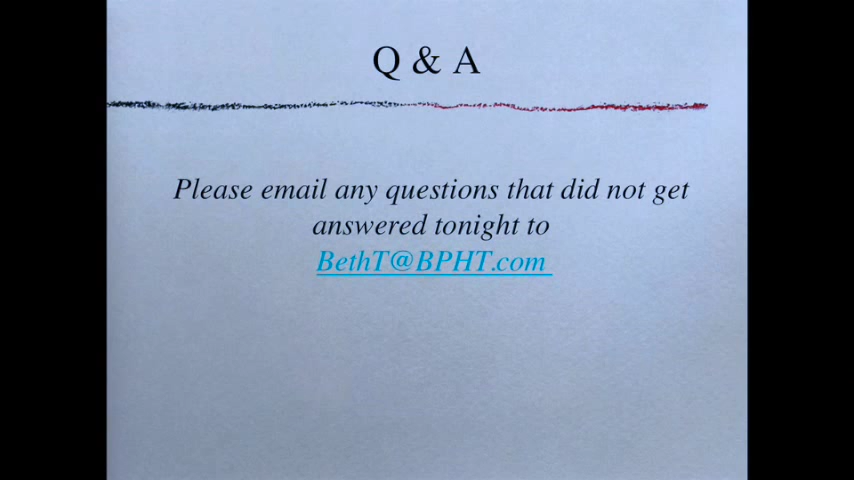 Q & A
Please email any questions that did not get
answered tonight to
BethT@BPHT.com